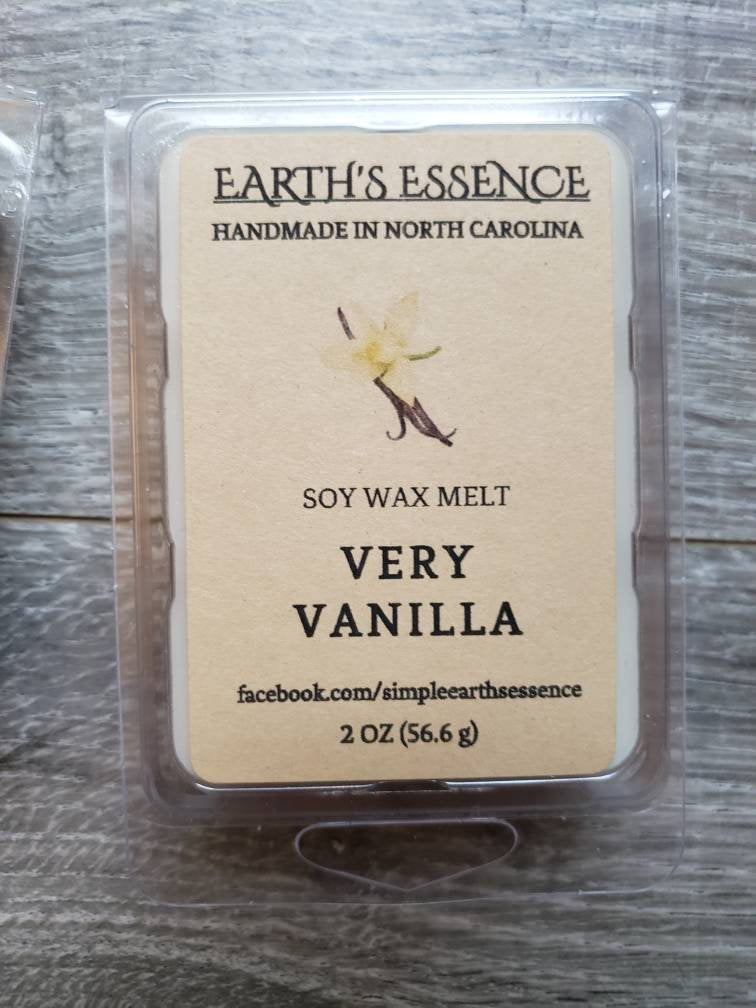 EARTH'S ESSENCE
HANDMADE IN NORTH CAROLINA
SOY WAX MELT
VERY
VANILLA
facebook.com/simpleearthsessence
2 OZ (56.6 g)